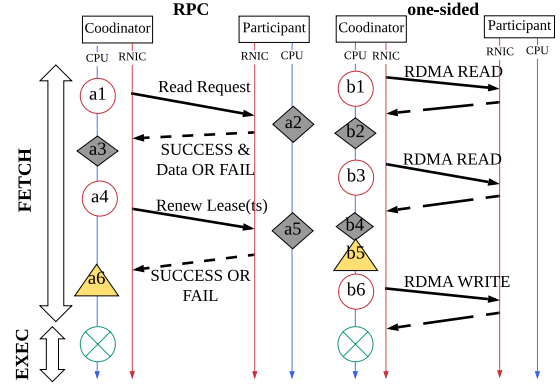 RPC
one-sided
Coodinator
Participant
Coodinator
Participant
CPU
RNIC
RNIC
CPU
CPU
RNIC
RNIC
CPU
FETCH
EXEC
a1
Read Request
a2
a3
SUCCESS &
Data OR FAIL
a4
Renew Lease(ts)
a5
a6
SUCCESS OR
FAIL
b1
RDMA READ
b2
b3
RDMA READ
b4
b5
b6
RDMA WRITE